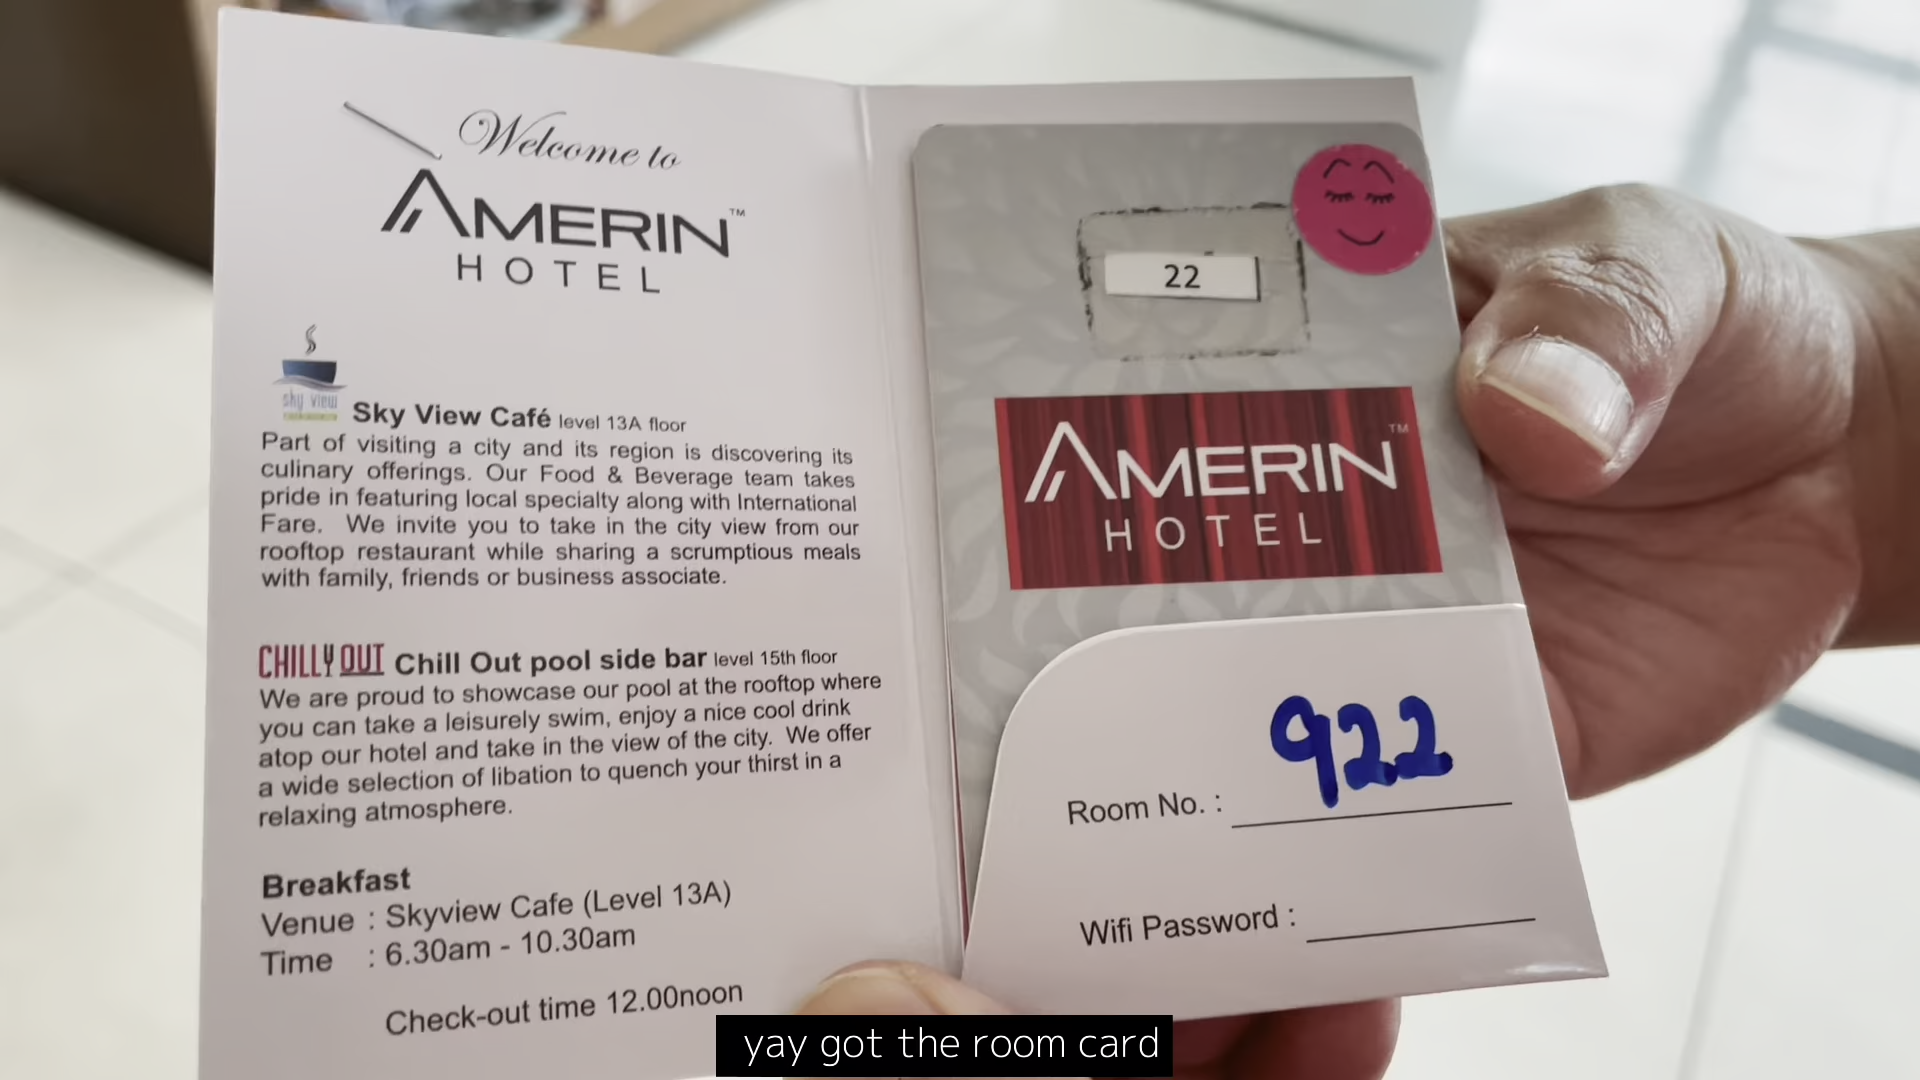 Welcome to
AMERIN™
HOTEL
sky view
Sky View Café level 13A floor
Part of visiting a city and its region is discovering its
culinary offerings. Our Food & Beverage team takes
pride in featuring local specialty along with International
Fare. We invite you to take in the city view from our
rooftop restaurant while sharing a scrumptious meals
with family, friends or business associate.
CHILLYOUT Chill Out pool side bar level 15th floor
We are proud to showcase our pool at the rooftop where
you can take a leisurely swim, enjoy a nice cool drink
atop our hotel and take in the view of the city. We offer
a wide selection of libation to quench your thirst in a
relaxing atmosphere.
Breakfast
Venue : Skyview Cafe (Level 13A)
Time : 6.30am - 10.30am
Check-out time 12.00noon
22
AMERIN™
HOTEL
Room No. : 922
Wifi Password :
yay got the room card